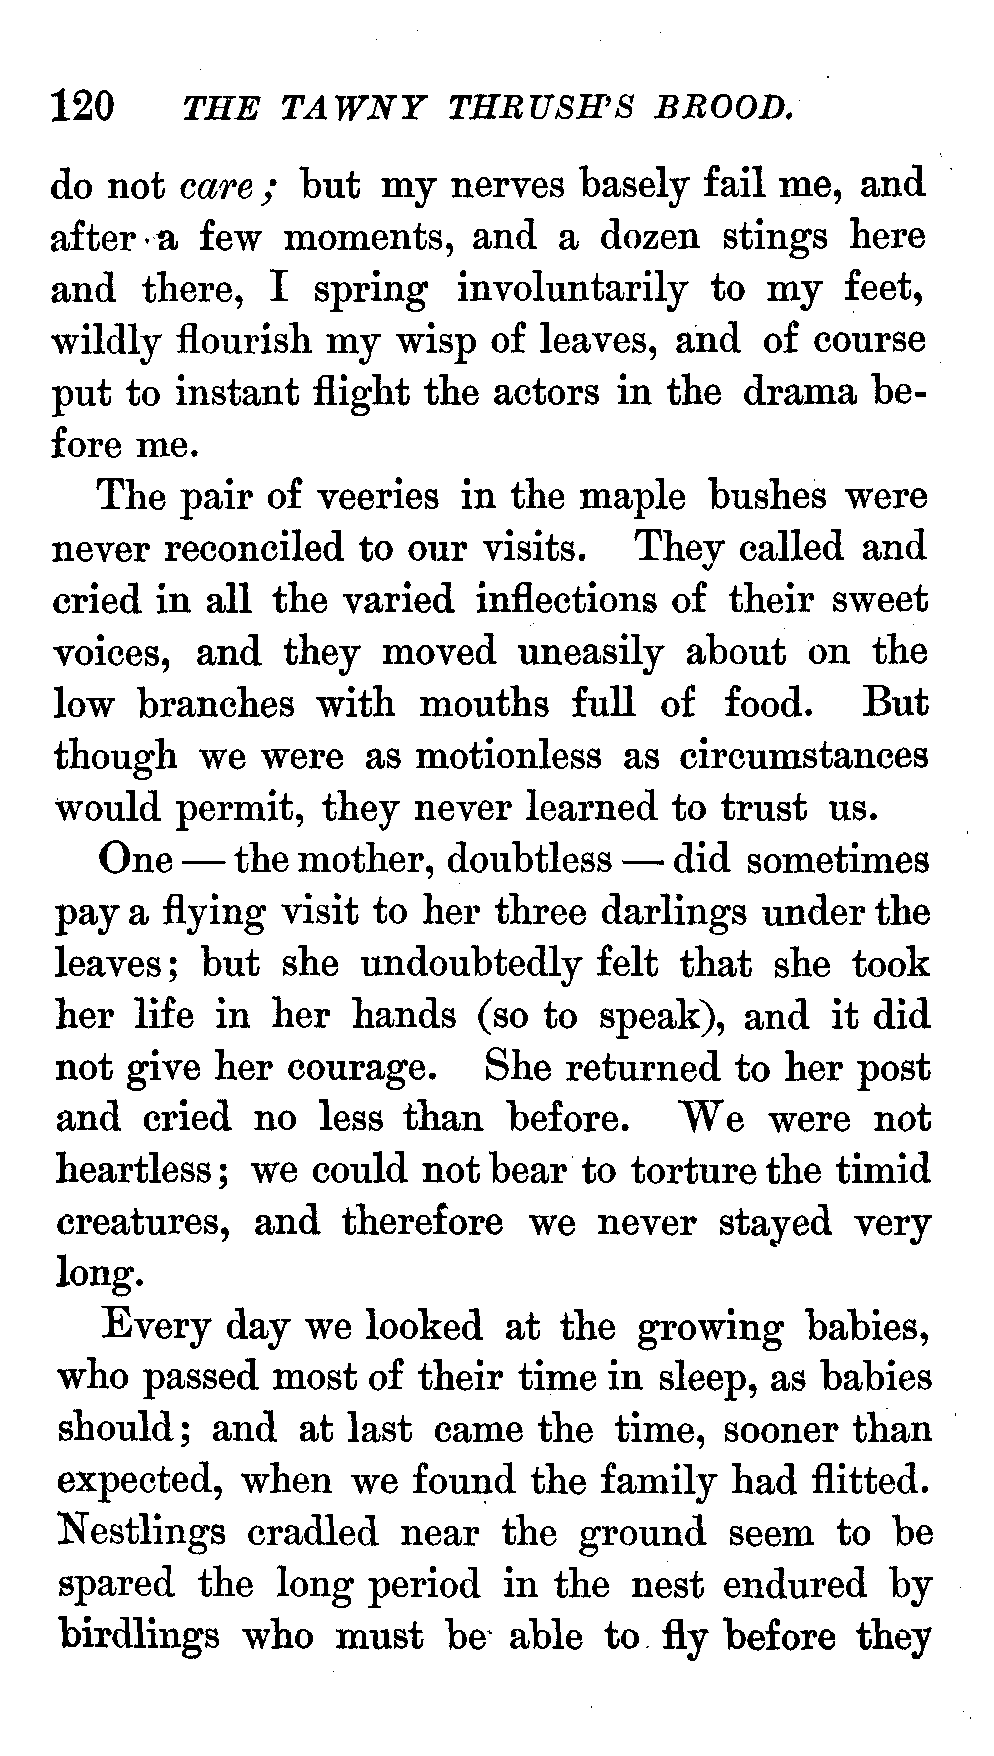 120 THE TAWNY THRUSH'S BROOD.
do not care; but my nerves basely fail me, and
after a few moments, and a dozen stings here
and there, I spring involuntarily to my feet,
wildly flourish my wisp of leaves, and of course
put to instant flight the actors in the drama be-
fore me.
The pair of veeries in the maple bushes were
never reconciled to our visits. They called and
cried in all the varied inflections of their sweet
voices, and they moved uneasily about on the
low branches with mouths full of food. But
though we were as motionless as circumstances
would permit, they never learned to trust us.
One — the mother, doubtless — did sometimes
pay a flying visit to her three darlings under the
leaves; but she undoubtedly felt that she took
her life in her hands (so to speak), and it did
not give her courage. She returned to her post
and cried no less than before. We were not
heartless; we could not bear to torture the timid
creatures, and therefore we never stayed very
long.
Every day we looked at the growing babies,
who passed most of their time in sleep, as babies
should; and at last came the time, sooner than
expected, when we found the family had flitted.
Nestlings cradled near the ground seem to be
spared the long period in the nest endured by
birdlings who must be able to fly before they